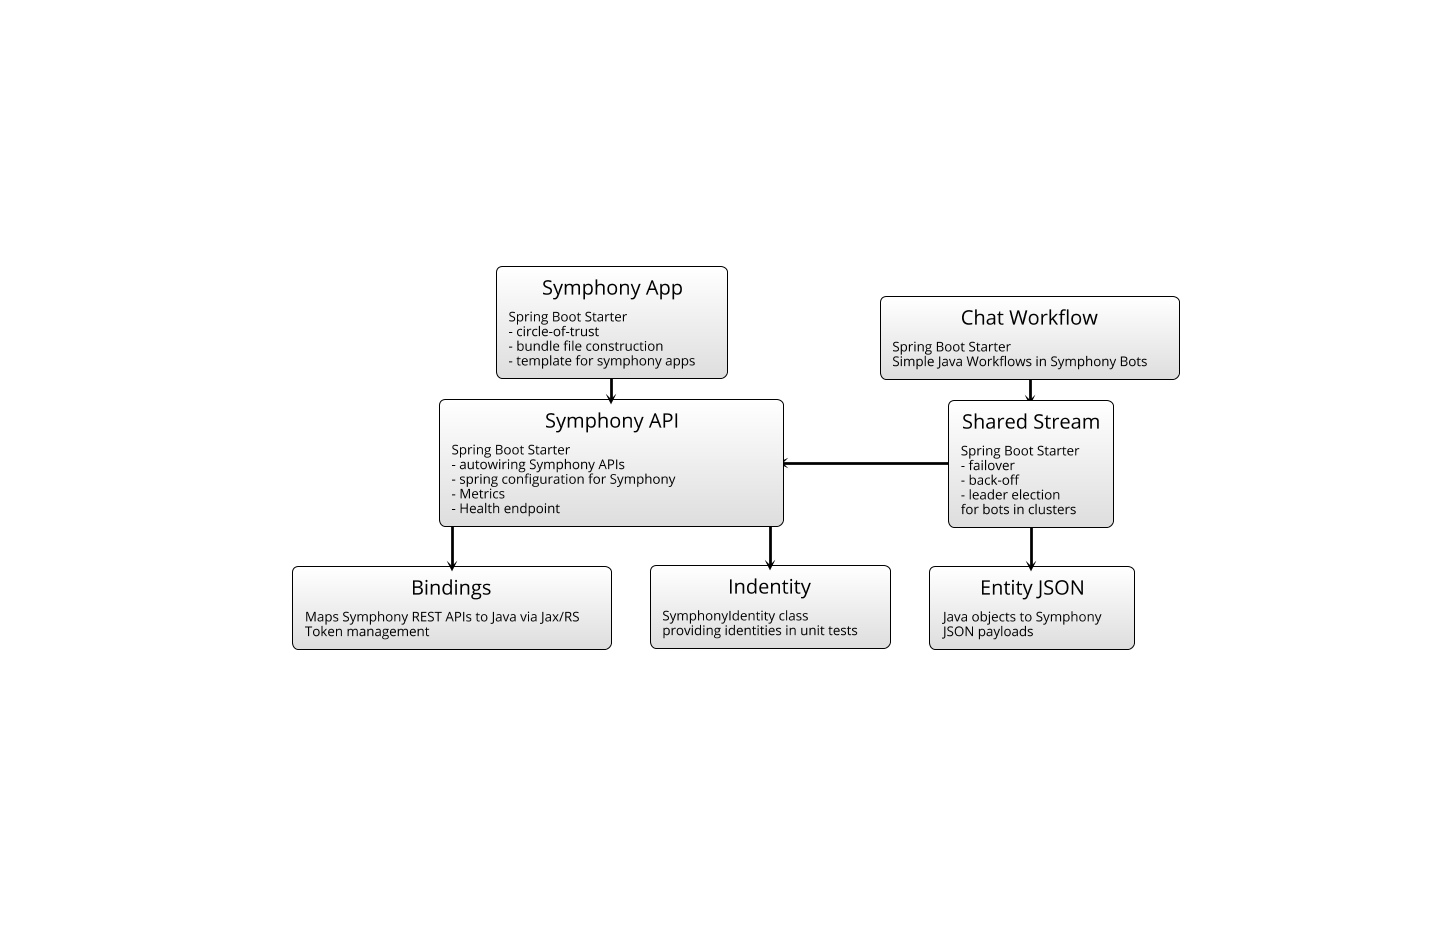 Symphony App
Spring Boot Starter
- circle-of-trust
- bundle file construction
- template for symphony apps
Chat Workflow
Spring Boot Starter
Simple Java Workflows in Symphony Bots
Symphony API
Spring Boot Starter
- autowiring Symphony APIs
- spring configuration for Symphony
- Metrics
- Health endpoint
Shared Stream
Spring Boot Starter
- failover
- back-off
- leader election
for bots in clusters
Bindings
Maps Symphony REST APIs to Java via Jax/RS
Token management
Indentity
SymphonyIdentity class
providing identities in unit tests
Entity JSON
Java objects to Symphony
JSON payloads